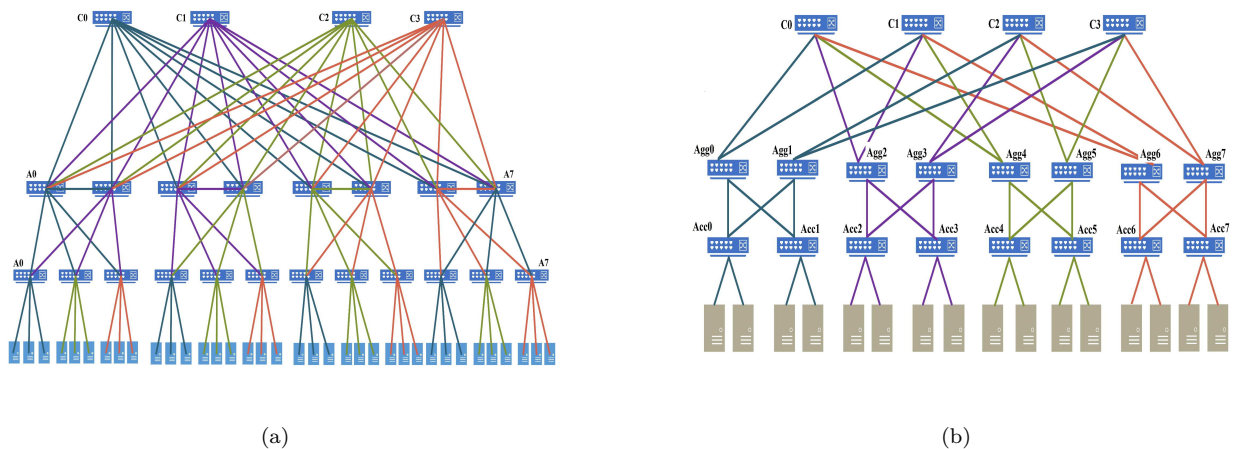 C0 C1 C2 C3
A0 A7
A0 A7
(a)
C0 C1 C2 C3
Agg0 Agg1 Agg2 Agg3 Agg4 Agg5 Agg6 Agg7
Acc0 Acc1 Acc2 Acc3 Acc4 Acc5 Acc6 Acc7
(b)